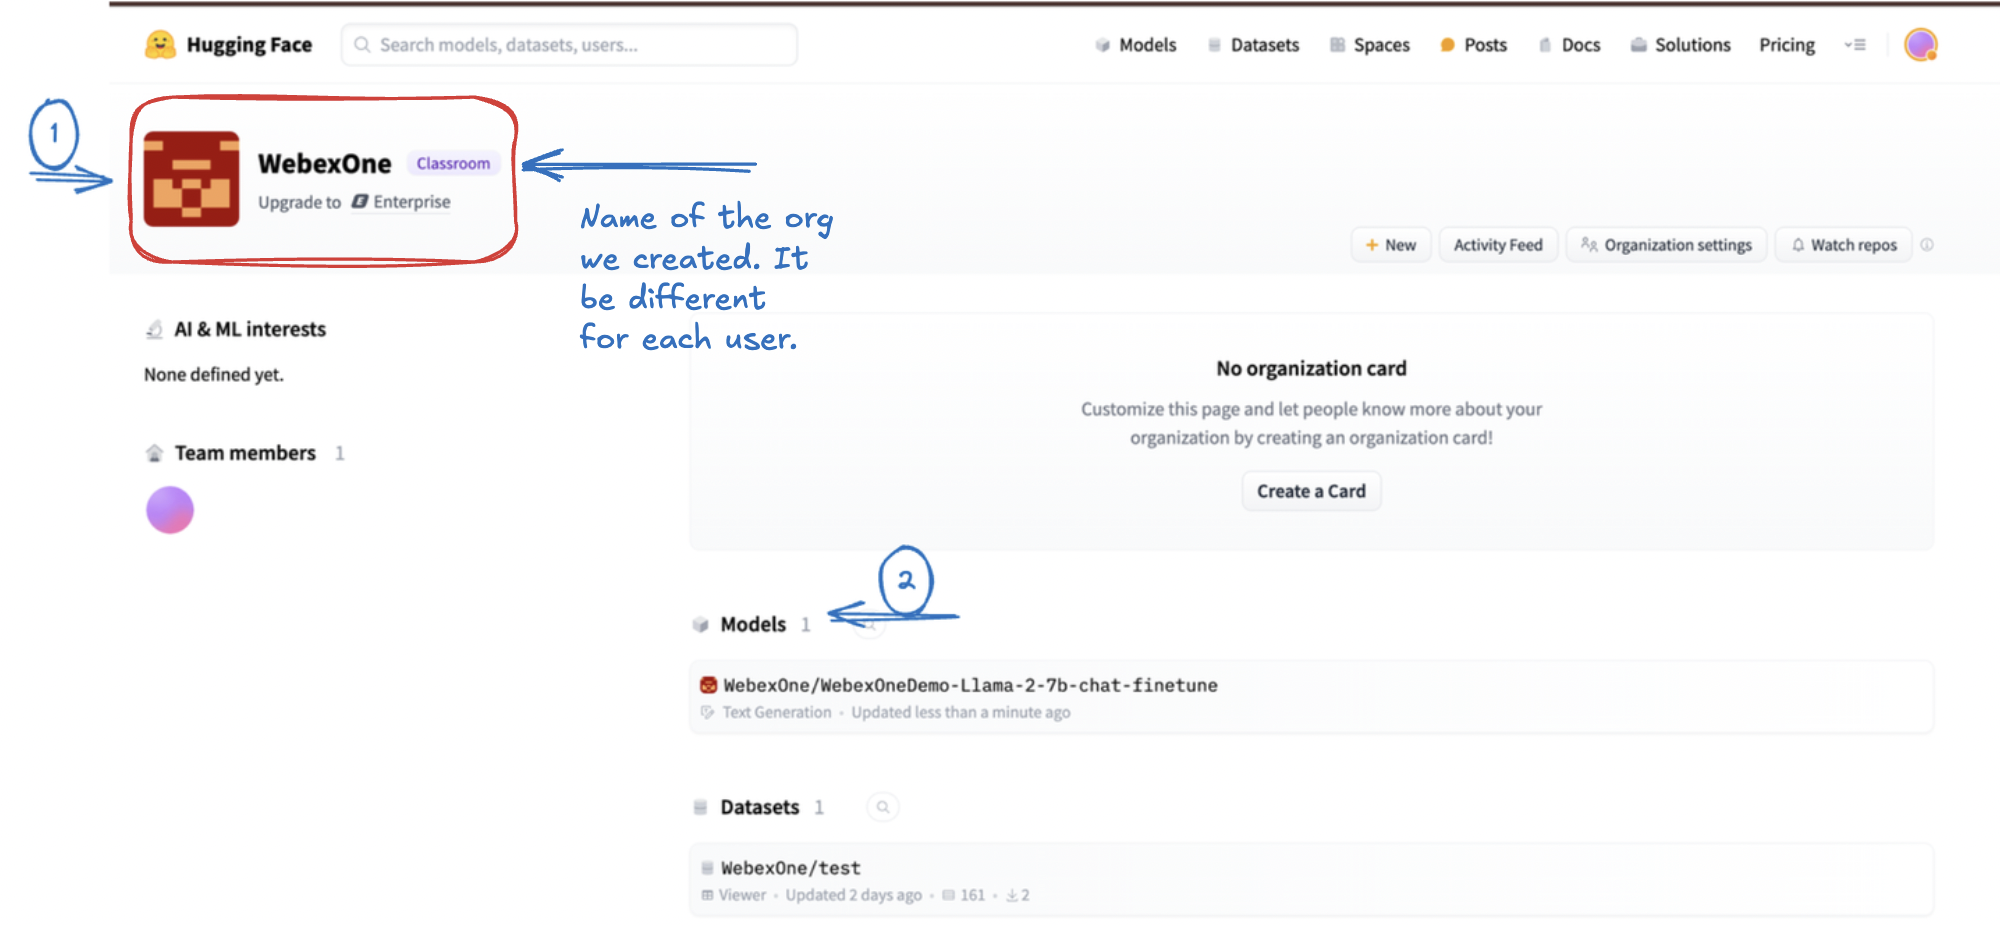 Hugging Face
Search models, datasets, users...
Models
Datasets
Spaces
Posts
Docs
Solutions
Pricing
1
WebexOne Classroom
Upgrade to Enterprise
Name of the org
we created. It
be different
for each user.
+ New
Activity Feed
Organization settings
Watch repos
AI & ML interests
None defined yet.
Team members 1
No organization card
Customize this page and let people know more about your
organization by creating an organization card!
Create a Card
2
Models 1
WebexOne/WebexOneDemo-Llama-2-7b-chat-finetune
Text Generation • Updated less than a minute ago
Datasets 1
WebexOne/test
Viewer • Updated 2 days ago • 161 • 2